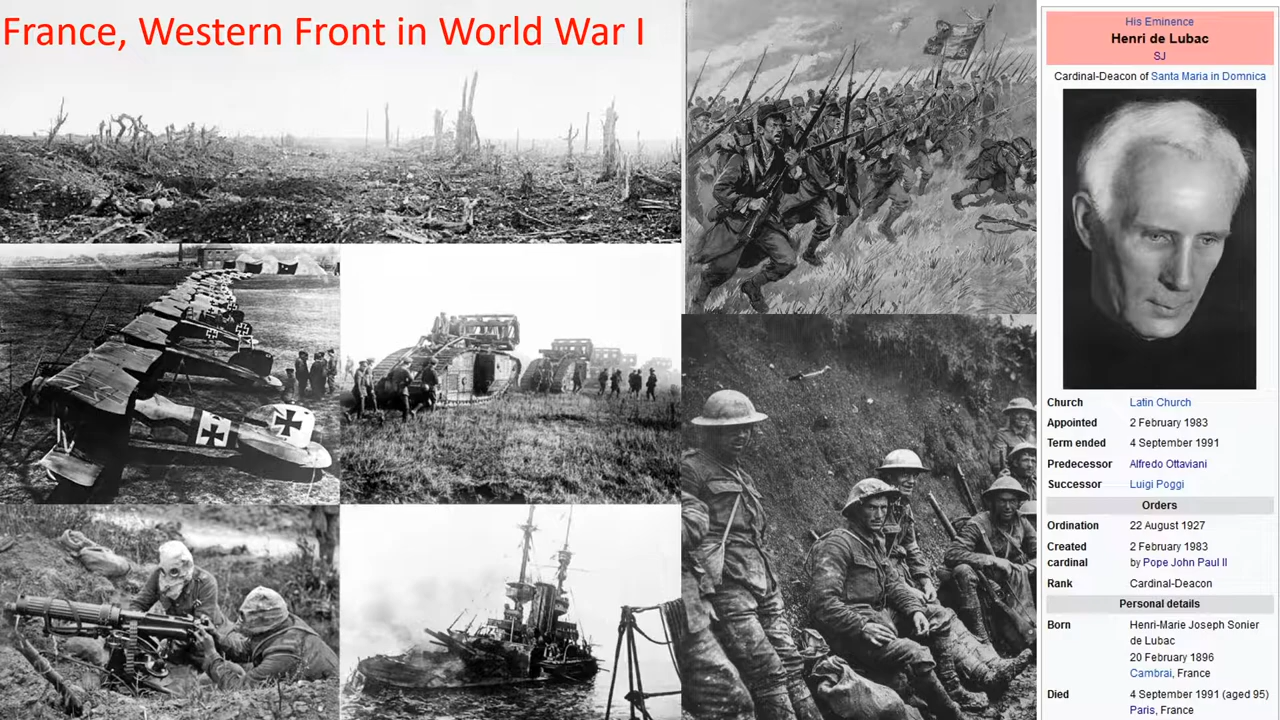 France, Western Front in World War I
His Eminence
Henri de Lubac
SJ
Cardinal-Deacon of Santa Maria in Domnica
Church Latin Church
Appointed 2 February 1983
Term ended 4 September 1991
Predecessor Alfredo Ottaviani
Successor Luigi Poggi
Orders
Ordination 22 August 1927
Created cardinal 2 February 1983
by Pope John Paul II
Rank Cardinal-Deacon
Personal details
Born Henri-Marie Joseph Sonier
de Lubac
20 February 1896
Cambrai, France
Died 4 September 1991 (aged 95)
Paris, France